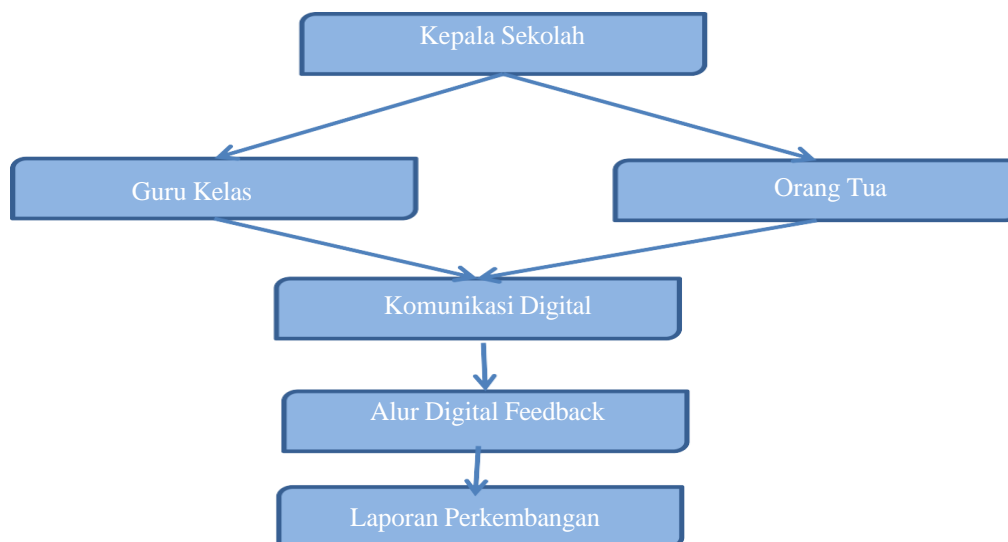 Kepala Sekolah
Guru Kelas
Orang Tua
Komunikasi Digital
Alur Digital Feedback
Laporan Perkembangan